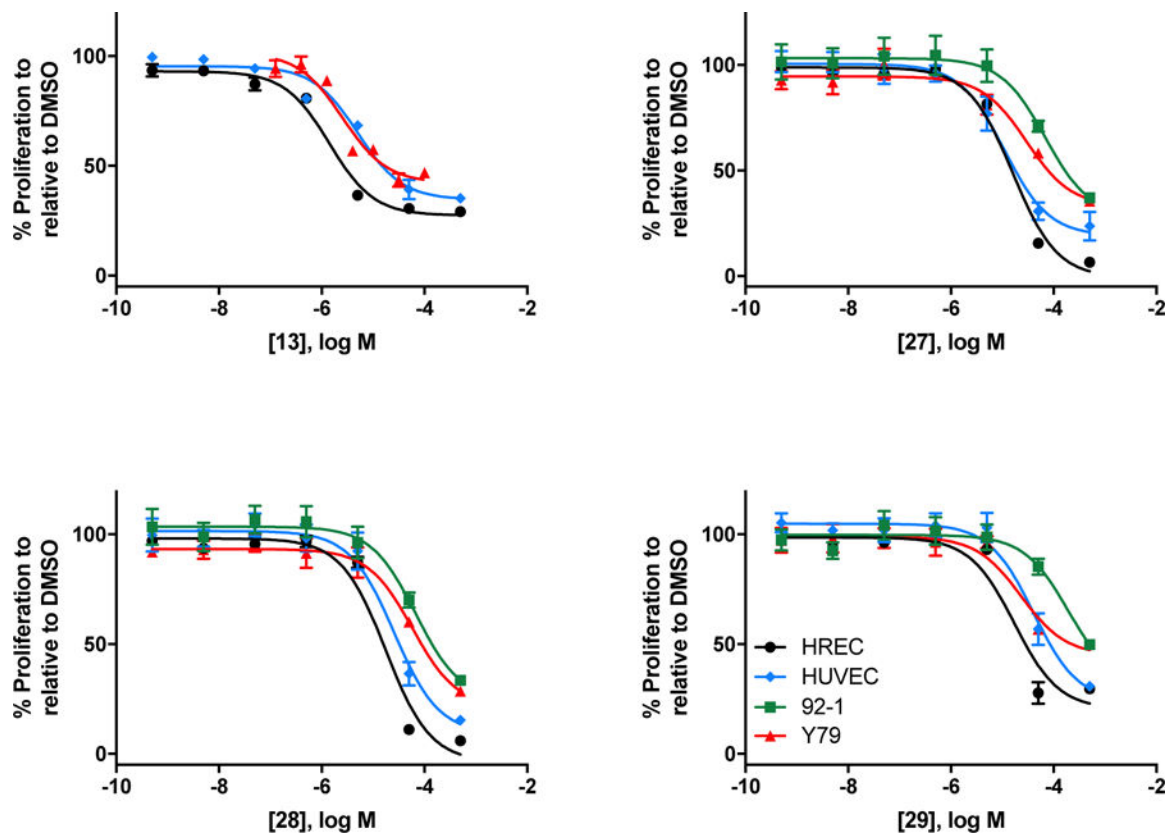 % Proliferation to
relative to DMSO
100
50
0
-10 -8 -6 -4 -2
[13], log M
% Proliferation to
relative to DMSO
100
50
0
-10 -8 -6 -4 -2
[27], log M
% Proliferation to
relative to DMSO
100
50
0
-10 -8 -6 -4 -2
[28], log M
% Proliferation to
relative to DMSO
100
50
0
HREC
HUVEC
92-1
Y79
-10 -8 -6 -4 -2
[29], log M